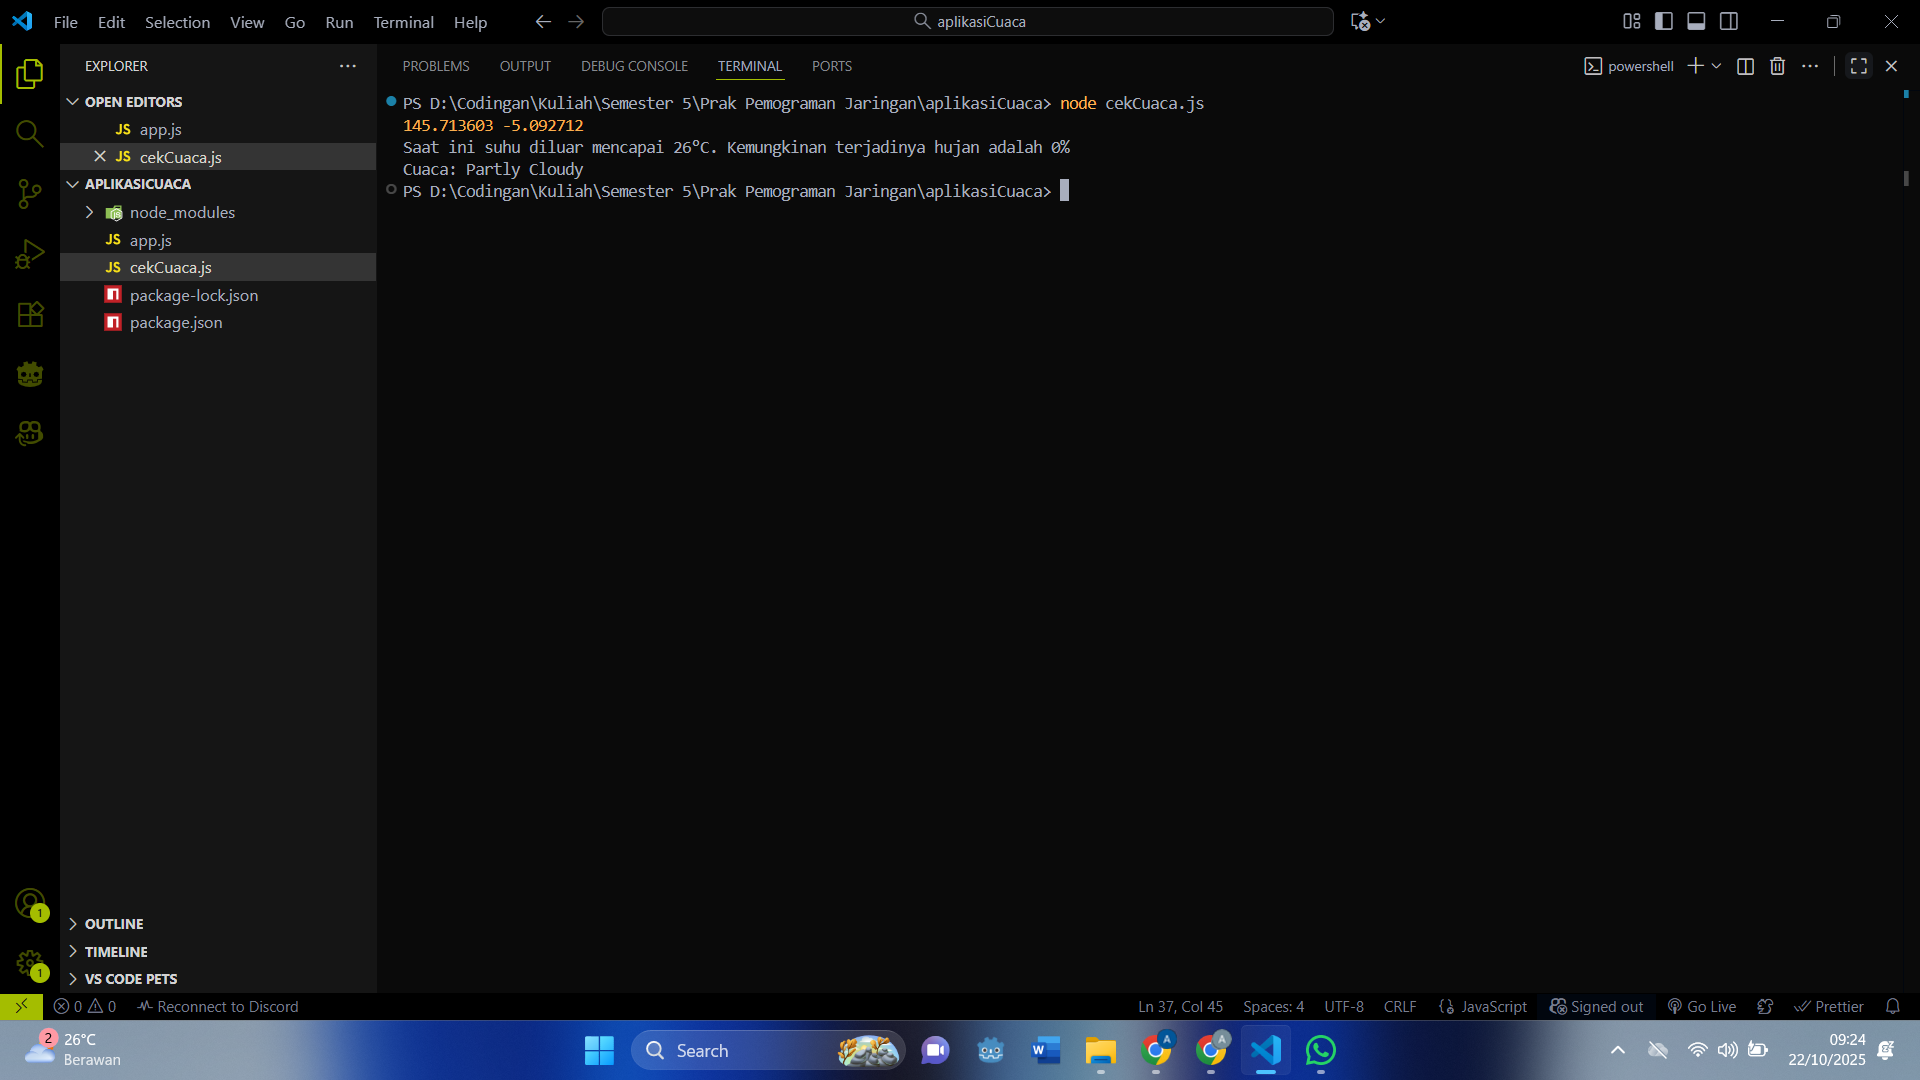 File Edit Selection View Go Run Terminal Help
aplikasiCuaca
EXPLORER
OPEN EDITORS
JS app.js
JS cekCuaca.js
APLIKASICUACA
node_modules
JS app.js
JS cekCuaca.js
package-lock.json
package.json
OUTLINE
TIMELINE
VS CODE PETS
PROBLEMS OUTPUT DEBUG CONSOLE TERMINAL PORTS
powershell
PS D:\Codingan\Kuliah\Semester 5\Prak Pemograman Jaringan\aplikasiCuaca> node cekCuaca.js
145.713603 -5.092712
Saat ini suhu diluar mencapai 26°C. Kemungkinan terjadinya hujan adalah 0%
Cuaca: Partly Cloudy
PS D:\Codingan\Kuliah\Semester 5\Prak Pemograman Jaringan\aplikasiCuaca>
1
1
0 0 Reconnect to Discord
Ln 37, Col 45 Spaces: 4 UTF-8 CRLF JavaScript Signed out Go Live Prettier
2
26°C
Berawan
Search
A
A
09:24
22/10/2025